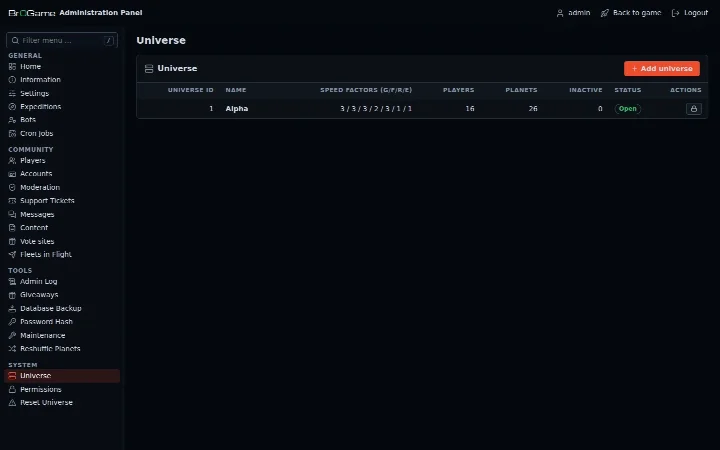 BrOGame Administration Panel
admin
Back to game
Logout
Filter menu ...
/
GENERAL
Home
Information
Settings
Expeditions
Bots
Cron Jobs
COMMUNITY
Players
Accounts
Moderation
Support Tickets
Messages
Content
Vote sites
Fleets in Flight
TOOLS
Admin Log
Giveaways
Database Backup
Password Hash
Maintenance
Reshuffle Planets
SYSTEM
Universe
Permissions
Reset Universe
Universe
Universe
+ Add universe
UNIVERSE ID NAME SPEED FACTORS (G/F/R/E) PLAYERS PLANETS INACTIVE STATUS ACTIONS
1 Alpha 3 / 3 / 3 / 2 / 3 / 1 / 1 16 26 0 Open